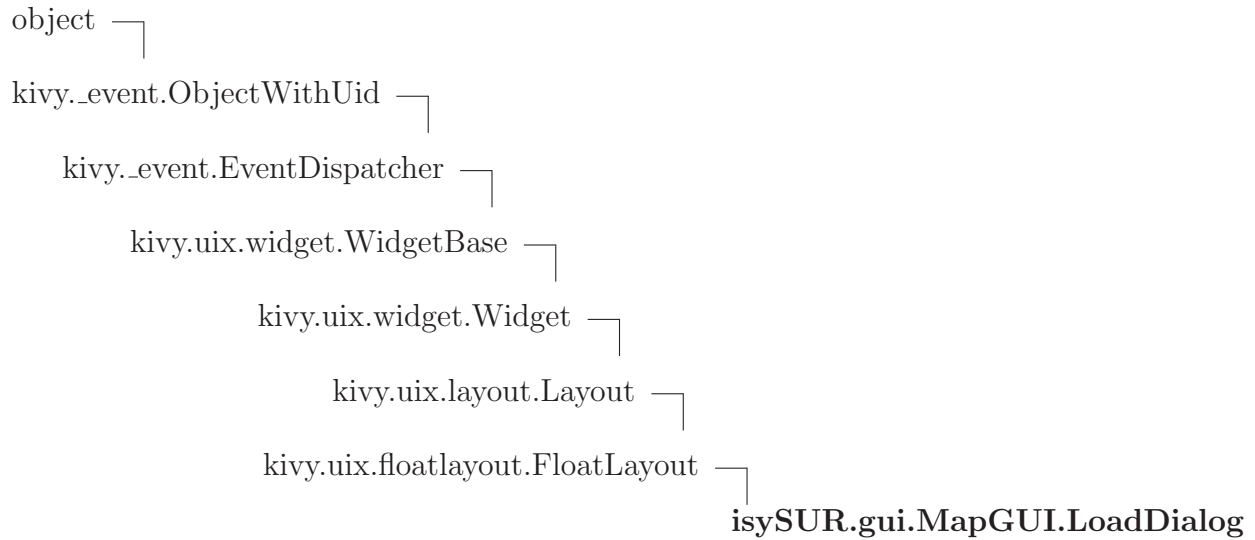 object
kivy._event.ObjectWithUid
kivy._event.EventDispatcher
kivy.uix.widget.WidgetBase
kivy.uix.widget.Widget
kivy.uix.layout.Layout
kivy.uix.floatlayout.FloatLayout
isySUR.gui.MapGUI.LoadDialog